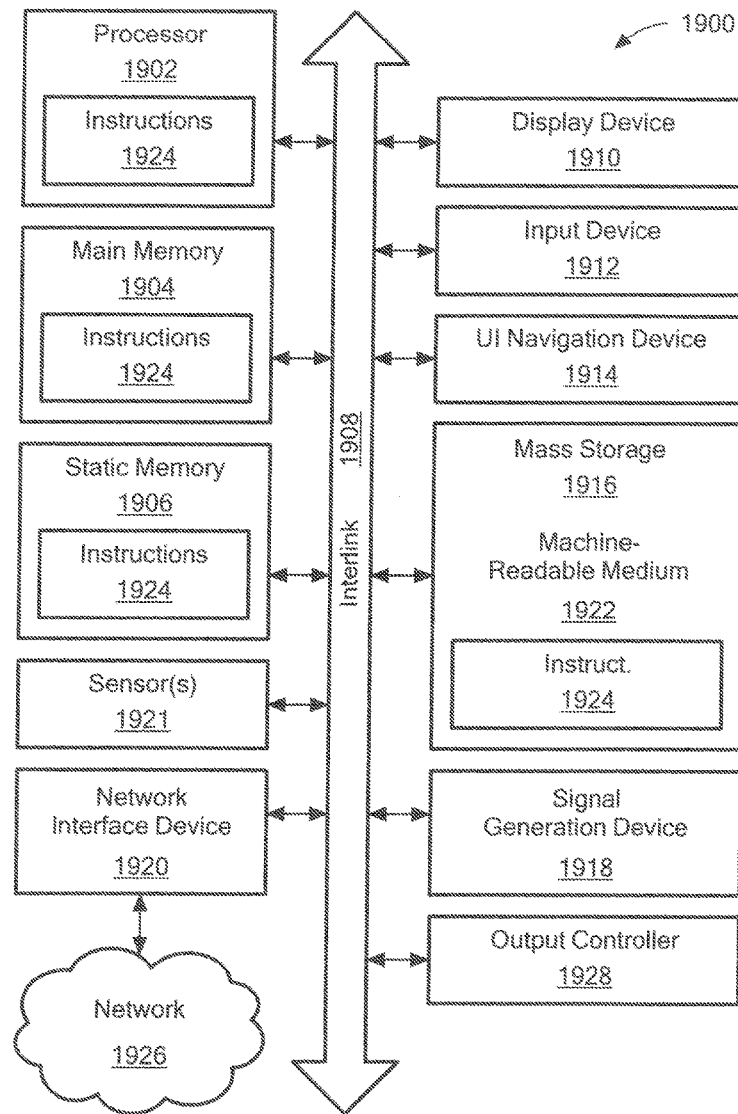 1900
Processor
1902
Instructions
1924
Main Memory
1904
Instructions
1924
Static Memory
1906
Instructions
1924
Sensor(s)
1921
Network
Interface Device
1920
Network
1926
Interlink 1908
Display Device
1910
Input Device
1912
UI Navigation Device
1914
Mass Storage
1916
Machine-
Readable Medium
1922
Instruct.
1924
Signal
Generation Device
1918
Output Controller
1928